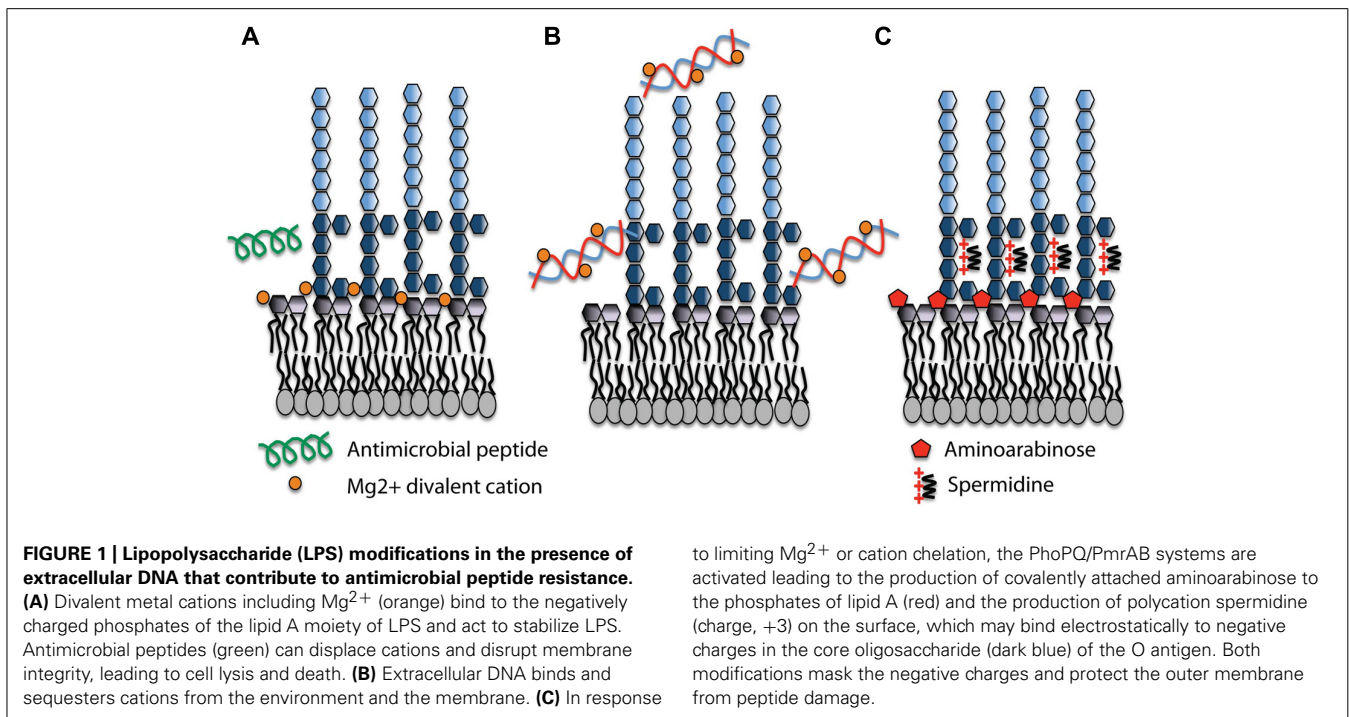 A
B
C
Antimicrobial peptide
Mg2+ divalent cation
Aminoarabinose
Spermidine
FIGURE 1 | Lipopolysaccharide (LPS) modifications in the presence of
extracellular DNA that contribute to antimicrobial peptide resistance.
(A) Divalent metal cations including Mg²⁺ (orange) bind to the negatively
charged phosphates of the lipid A moiety of LPS and act to stabilize LPS.
Antimicrobial peptides (green) can displace cations and disrupt membrane
integrity, leading to cell lysis and death. (B) Extracellular DNA binds and
sequesters cations from the environment and the membrane. (C) In response
to limiting Mg²⁺ or cation chelation, the PhoPQ/PmrAB systems are
activated leading to the production of covalently attached aminoarabinose to
the phosphates of lipid A (red) and the production of polycation spermidine
(charge, +3) on the surface, which may bind electrostatically to negative
charges in the core oligosaccharide (dark blue) of the O antigen. Both
modifications mask the negative charges and protect the outer membrane
from peptide damage.